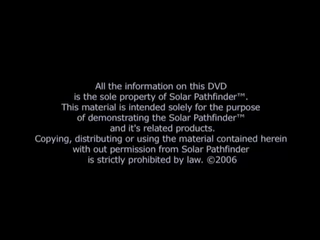 All the information on this DVD
is the sole property of Solar Pathfinder™.
This material is intended solely for the purpose
of demonstrating the Solar Pathfinder™
and it's related products.
Copying, distributing or using the material contained herein
with out permission from Solar Pathfinder
is strictly prohibited by law. ©2006